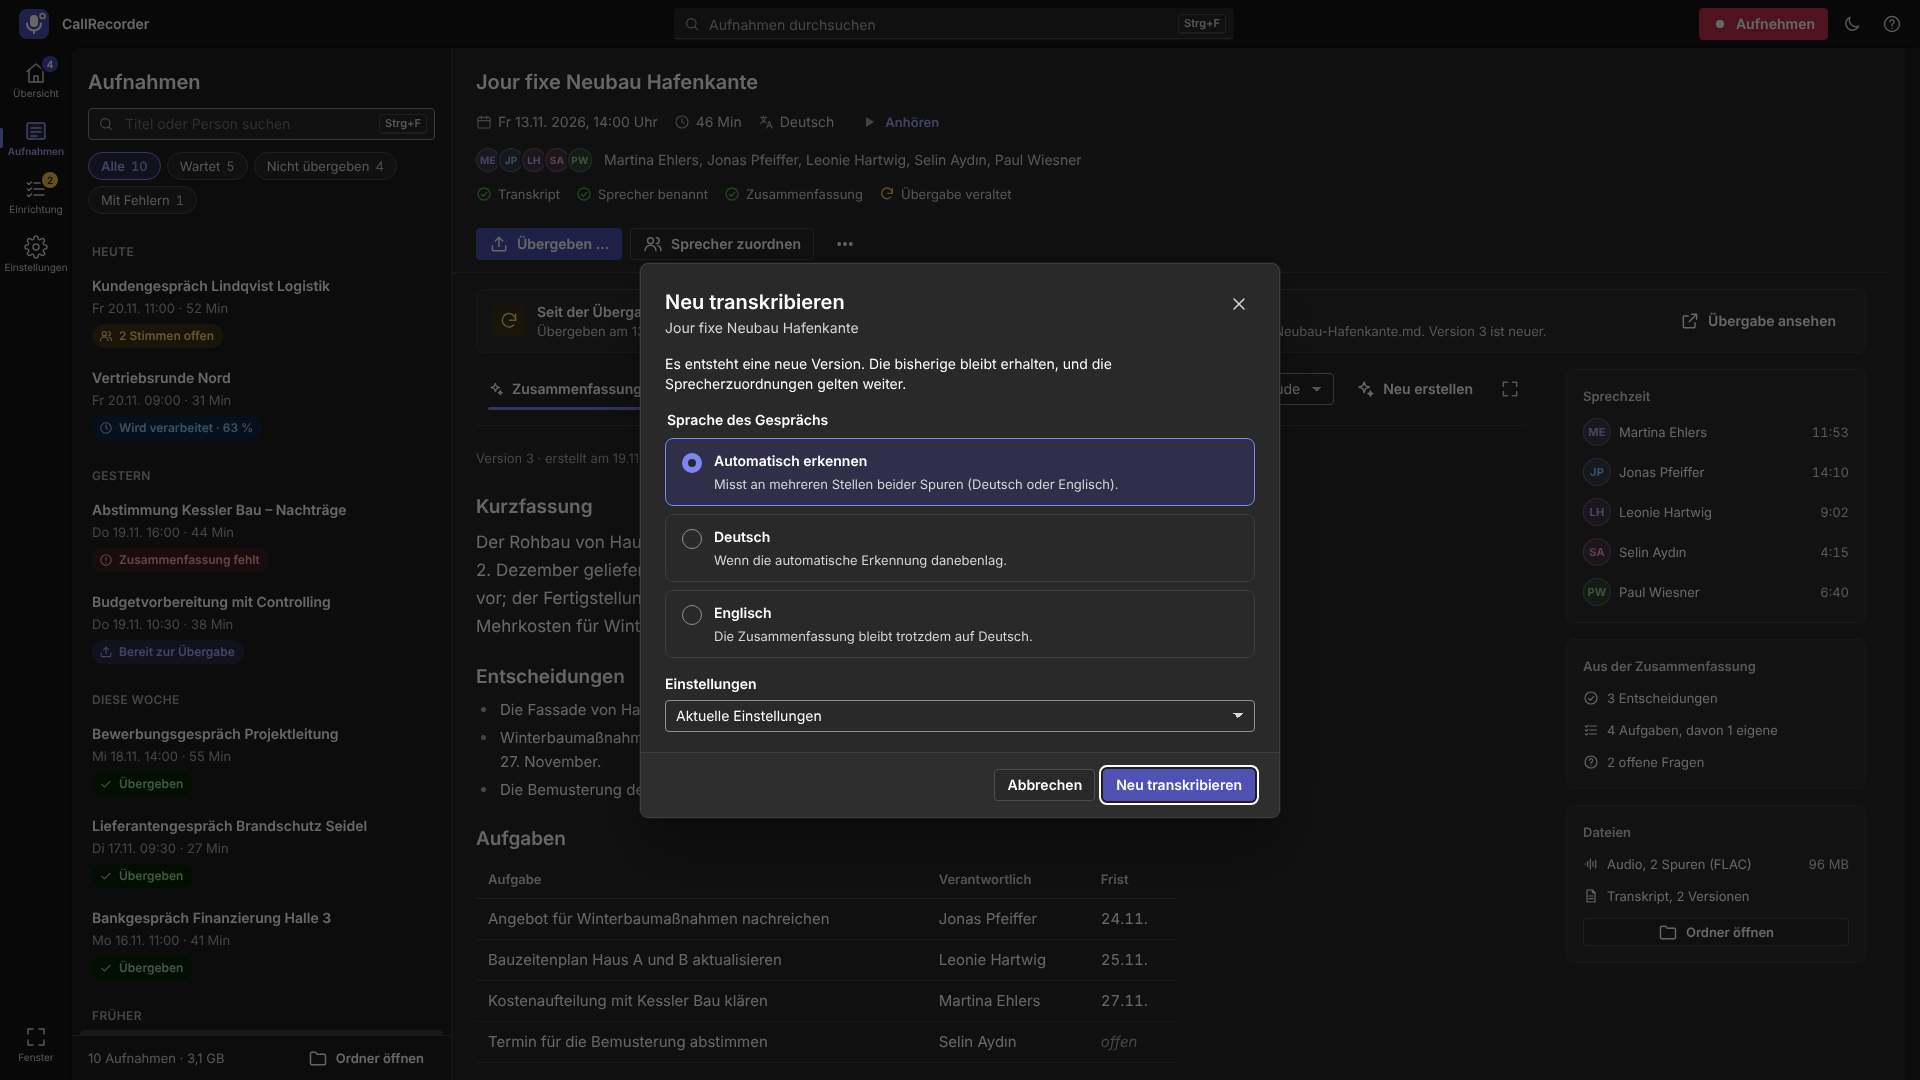 CallRecorder
Aufnahmen durchsuchen
Strg+F
Aufnehmen
4
Übersicht
Aufnahmen
2
Einrichtung
Einstellungen
Fenster
Aufnahmen
Titel oder Person suchen
Strg+F
Alle 10
Wartet 5
Nicht übergeben 4
Mit Fehlern 1
HEUTE
Kundengespräch Lindqvist Logistik
Fr 20.11. 11:00 · 52 Min
2 Stimmen offen
Vertriebsrunde Nord
Fr 20.11. 09:00 · 31 Min
Wird verarbeitet · 63 %
GESTERN
Abstimmung Kessler Bau – Nachträge
Do 19.11. 16:00 · 44 Min
Zusammenfassung fehlt
Budgetvorbereitung mit Controlling
Do 19.11. 10:30 · 38 Min
Bereit zur Übergabe
DIESE WOCHE
Bewerbungsgespräch Projektleitung
Mi 18.11. 14:00 · 55 Min
Übergeben
Lieferantengespräch Brandschutz Seidel
Di 17.11. 09:30 · 27 Min
Übergeben
Bankgespräch Finanzierung Halle 3
Mo 16.11. 11:00 · 41 Min
Übergeben
FRÜHER
10 Aufnahmen · 3,1 GB
Ordner öffnen
Jour fixe Neubau Hafenkante
Fr 13.11. 2026, 14:00 Uhr
46 Min
Deutsch
Anhören
ME JP LH SA PW
Martina Ehlers, Jonas Pfeiffer, Leonie Hartwig, Selin Aydın, Paul Wiesner
Transkript
Sprecher benannt
Zusammenfassung
Übergabe veraltet
Übergeben ...
Sprecher zuordnen
Seit der Überga
Übergeben am 13
Neubau-Hafenkante.md. Version 3 ist neuer.
Übergabe ansehen
Zusammenfassung
ude
Neu erstellen
Version 3 · erstellt am 19.11
Kurzfassung
Der Rohbau von Hau
2. Dezember geliefer
vor; der Fertigstellun
Mehrkosten für Wint
Entscheidungen
Die Fassade von Ha
Winterbaumaßnahm
27. November.
Die Bemusterung de
Aufgaben
Aufgabe Verantwortlich Frist
Angebot für Winterbaumaßnahmen nachreichen Jonas Pfeiffer 24.11.
Bauzeitenplan Haus A und B aktualisieren Leonie Hartwig 25.11.
Kostenaufteilung mit Kessler Bau klären Martina Ehlers 27.11.
Termin für die Bemusterung abstimmen Selin Aydın offen
Neu transkribieren
Jour fixe Neubau Hafenkante
Es entsteht eine neue Version. Die bisherige bleibt erhalten, und die
Sprecherzuordnungen gelten weiter.
Sprache des Gesprächs
Automatisch erkennen
Misst an mehreren Stellen beider Spuren (Deutsch oder Englisch).
Deutsch
Wenn die automatische Erkennung danebenlag.
Englisch
Die Zusammenfassung bleibt trotzdem auf Deutsch.
Einstellungen
Aktuelle Einstellungen
Abbrechen
Neu transkribieren
Sprechzeit
ME Martina Ehlers 11:53
JP Jonas Pfeiffer 14:10
LH Leonie Hartwig 9:02
SA Selin Aydın 4:15
PW Paul Wiesner 6:40
Aus der Zusammenfassung
3 Entscheidungen
4 Aufgaben, davon 1 eigene
2 offene Fragen
Dateien
Audio, 2 Spuren (FLAC) 96 MB
Transkript, 2 Versionen
Ordner öffnen